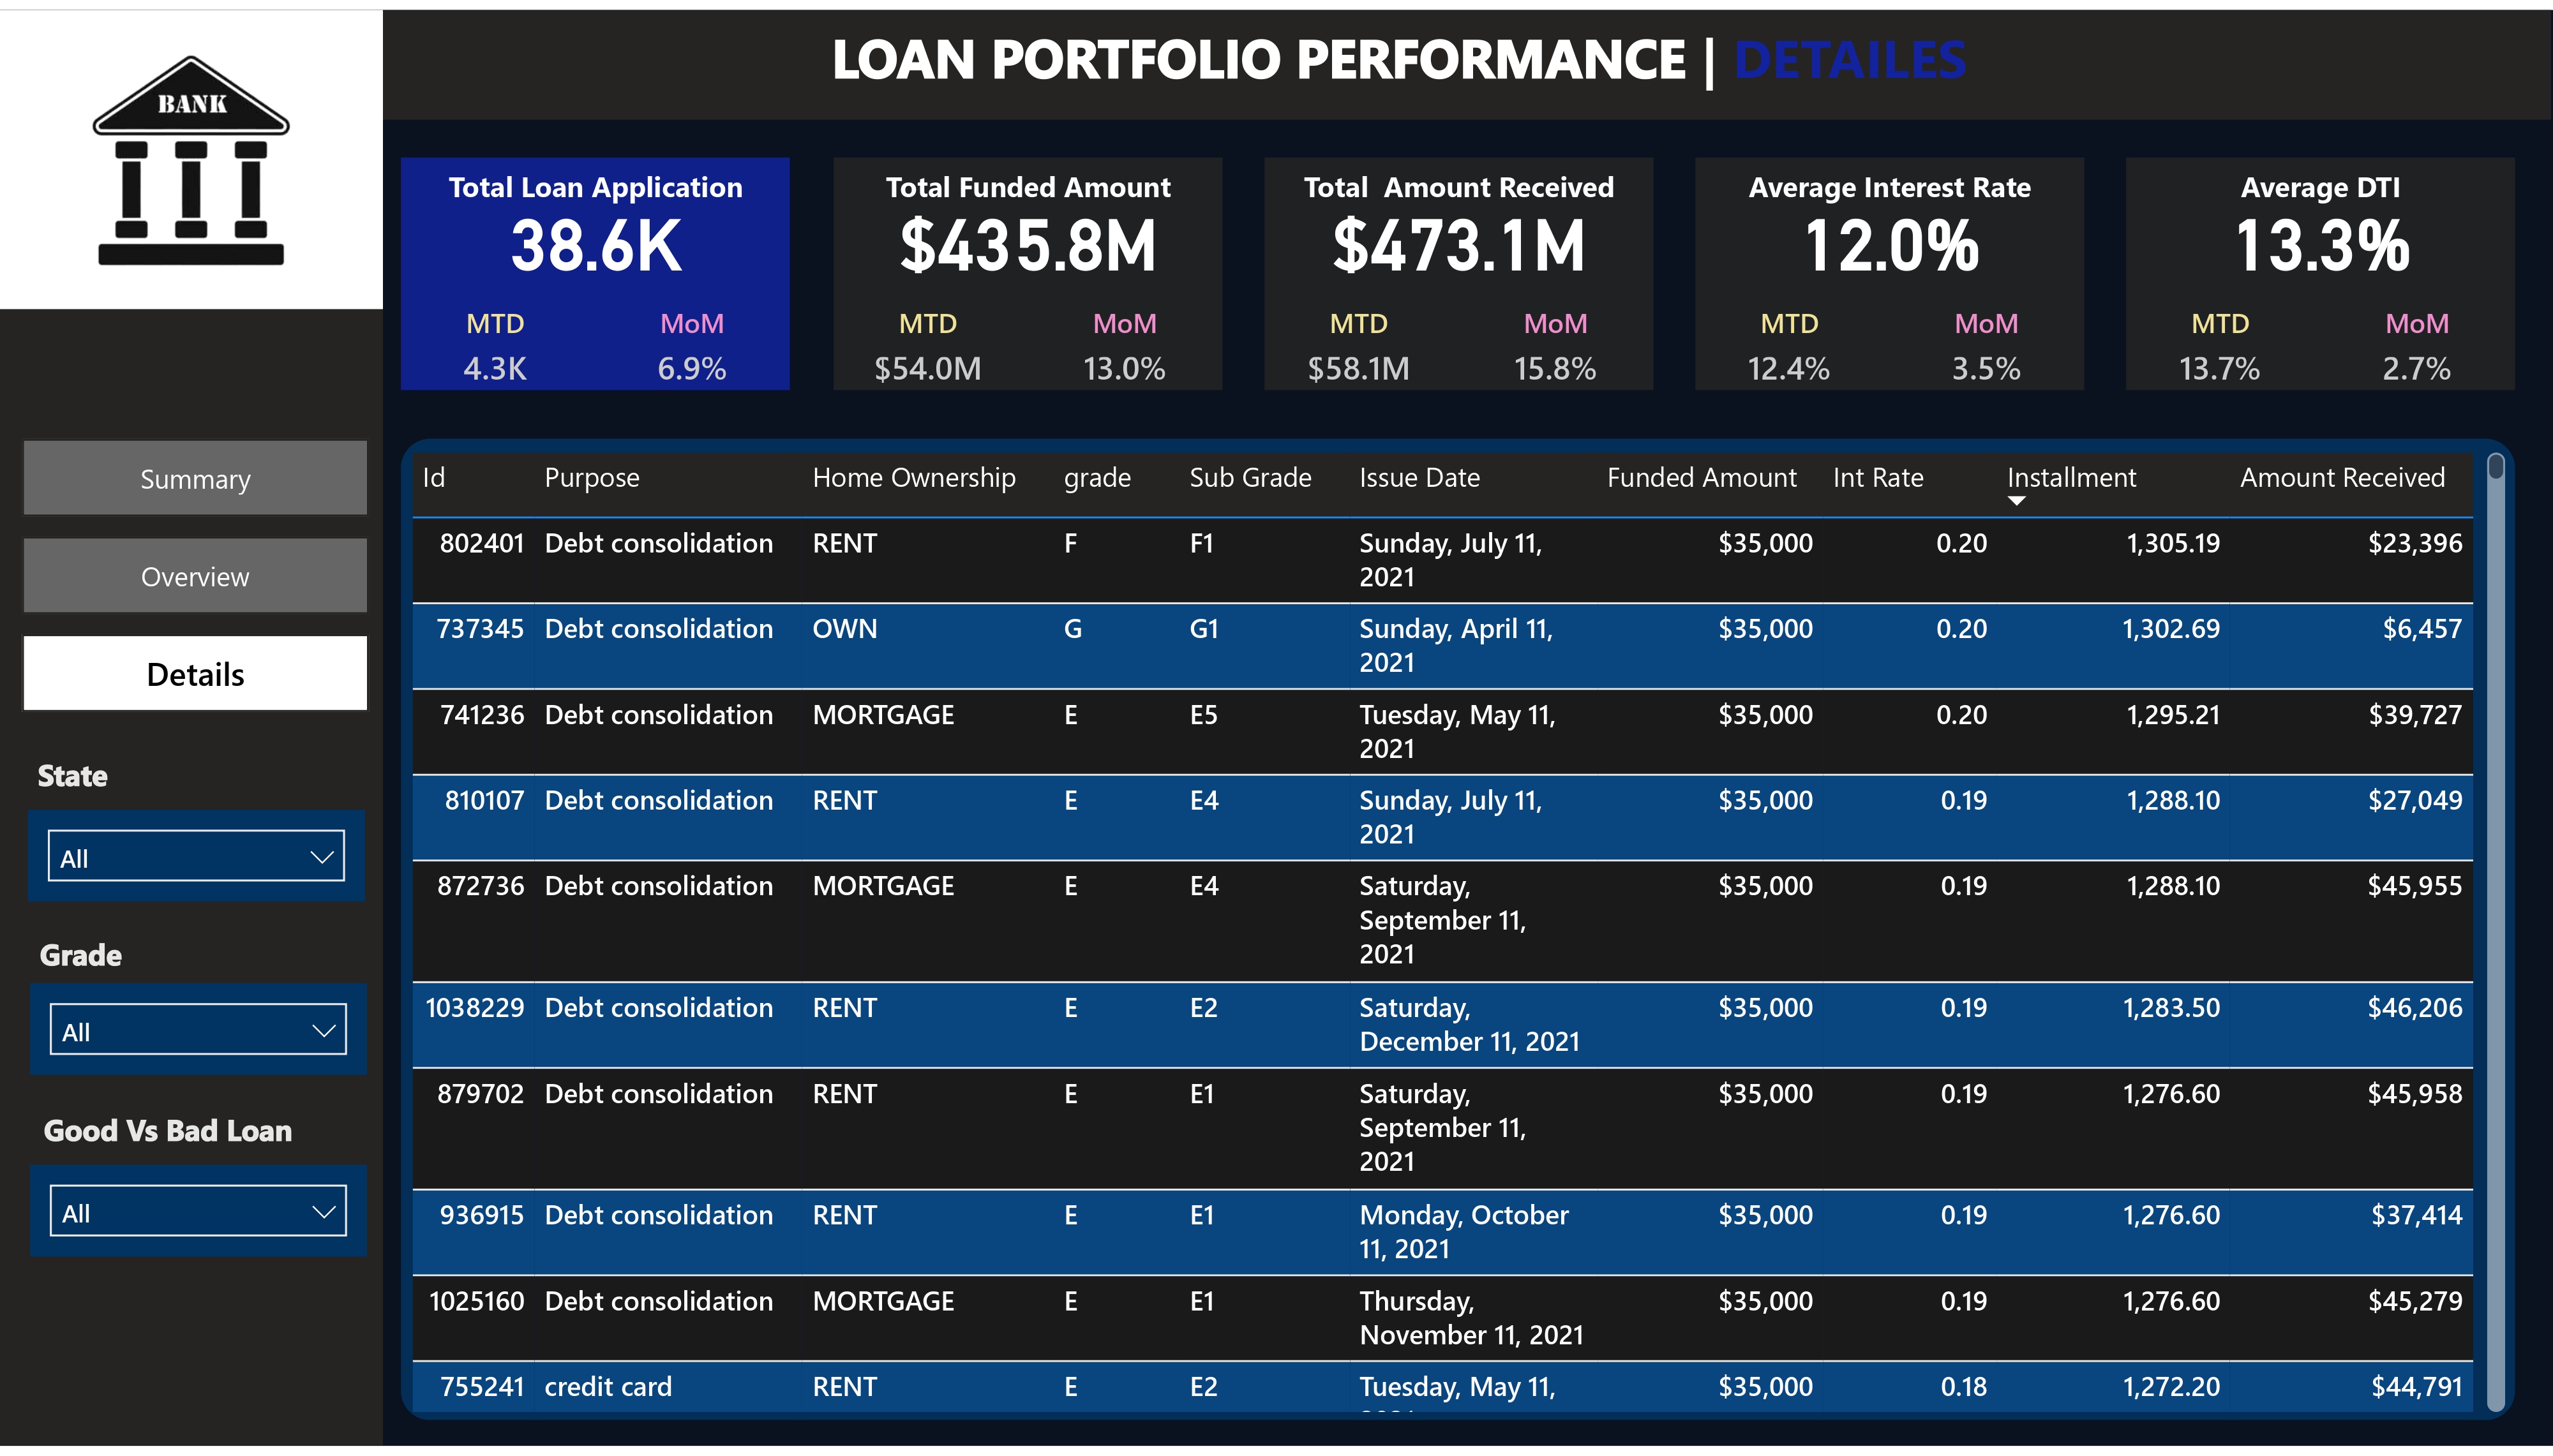 BANK
LOAN PORTFOLIO PERFORMANCE | DETAILES
Total Loan Application
38.6K
MTD MoM
4.3K 6.9%
Total Funded Amount
$435.8M
MTD MoM
$54.0M 13.0%
Total Amount Received
$473.1M
MTD MoM
$58.1M 15.8%
Average Interest Rate
12.0%
MTD MoM
12.4% 3.5%
Average DTI
13.3%
MTD MoM
13.7% 2.7%
Summary
Overview
Details
State
All
Grade
All
Good Vs Bad Loan
All
Id Purpose Home Ownership grade Sub Grade Issue Date Funded Amount Int Rate Installment Amount Received
802401 Debt consolidation RENT F F1 Sunday, July 11, $35,000 0.20 1,305.19 $23,396
2021
737345 Debt consolidation OWN G G1 Sunday, April 11, $35,000 0.20 1,302.69 $6,457
2021
741236 Debt consolidation MORTGAGE E E5 Tuesday, May 11, $35,000 0.20 1,295.21 $39,727
2021
810107 Debt consolidation RENT E E4 Sunday, July 11, $35,000 0.19 1,288.10 $27,049
2021
872736 Debt consolidation MORTGAGE E E4 Saturday, $35,000 0.19 1,288.10 $45,955
September 11,
2021
1038229 Debt consolidation RENT E E2 Saturday, $35,000 0.19 1,283.50 $46,206
December 11, 2021
879702 Debt consolidation RENT E E1 Saturday, $35,000 0.19 1,276.60 $45,958
September 11,
2021
936915 Debt consolidation RENT E E1 Monday, October $35,000 0.19 1,276.60 $37,414
11, 2021
1025160 Debt consolidation MORTGAGE E E1 Thursday, $35,000 0.19 1,276.60 $45,279
November 11, 2021
755241 credit card RENT E E2 Tuesday, May 11, $35,000 0.18 1,272.20 $44,791